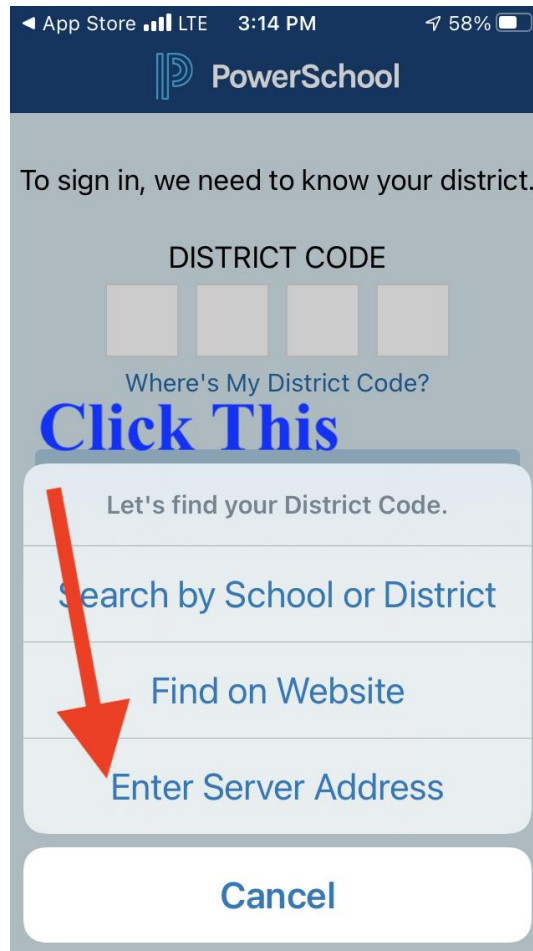 App Store LTE 3:14 PM 58%
PowerSchool
To sign in, we need to know your district.
DISTRICT CODE
Where's My District Code?
Click This
Let's find your District Code.
Search by School or District
Find on Website
Enter Server Address
Cancel